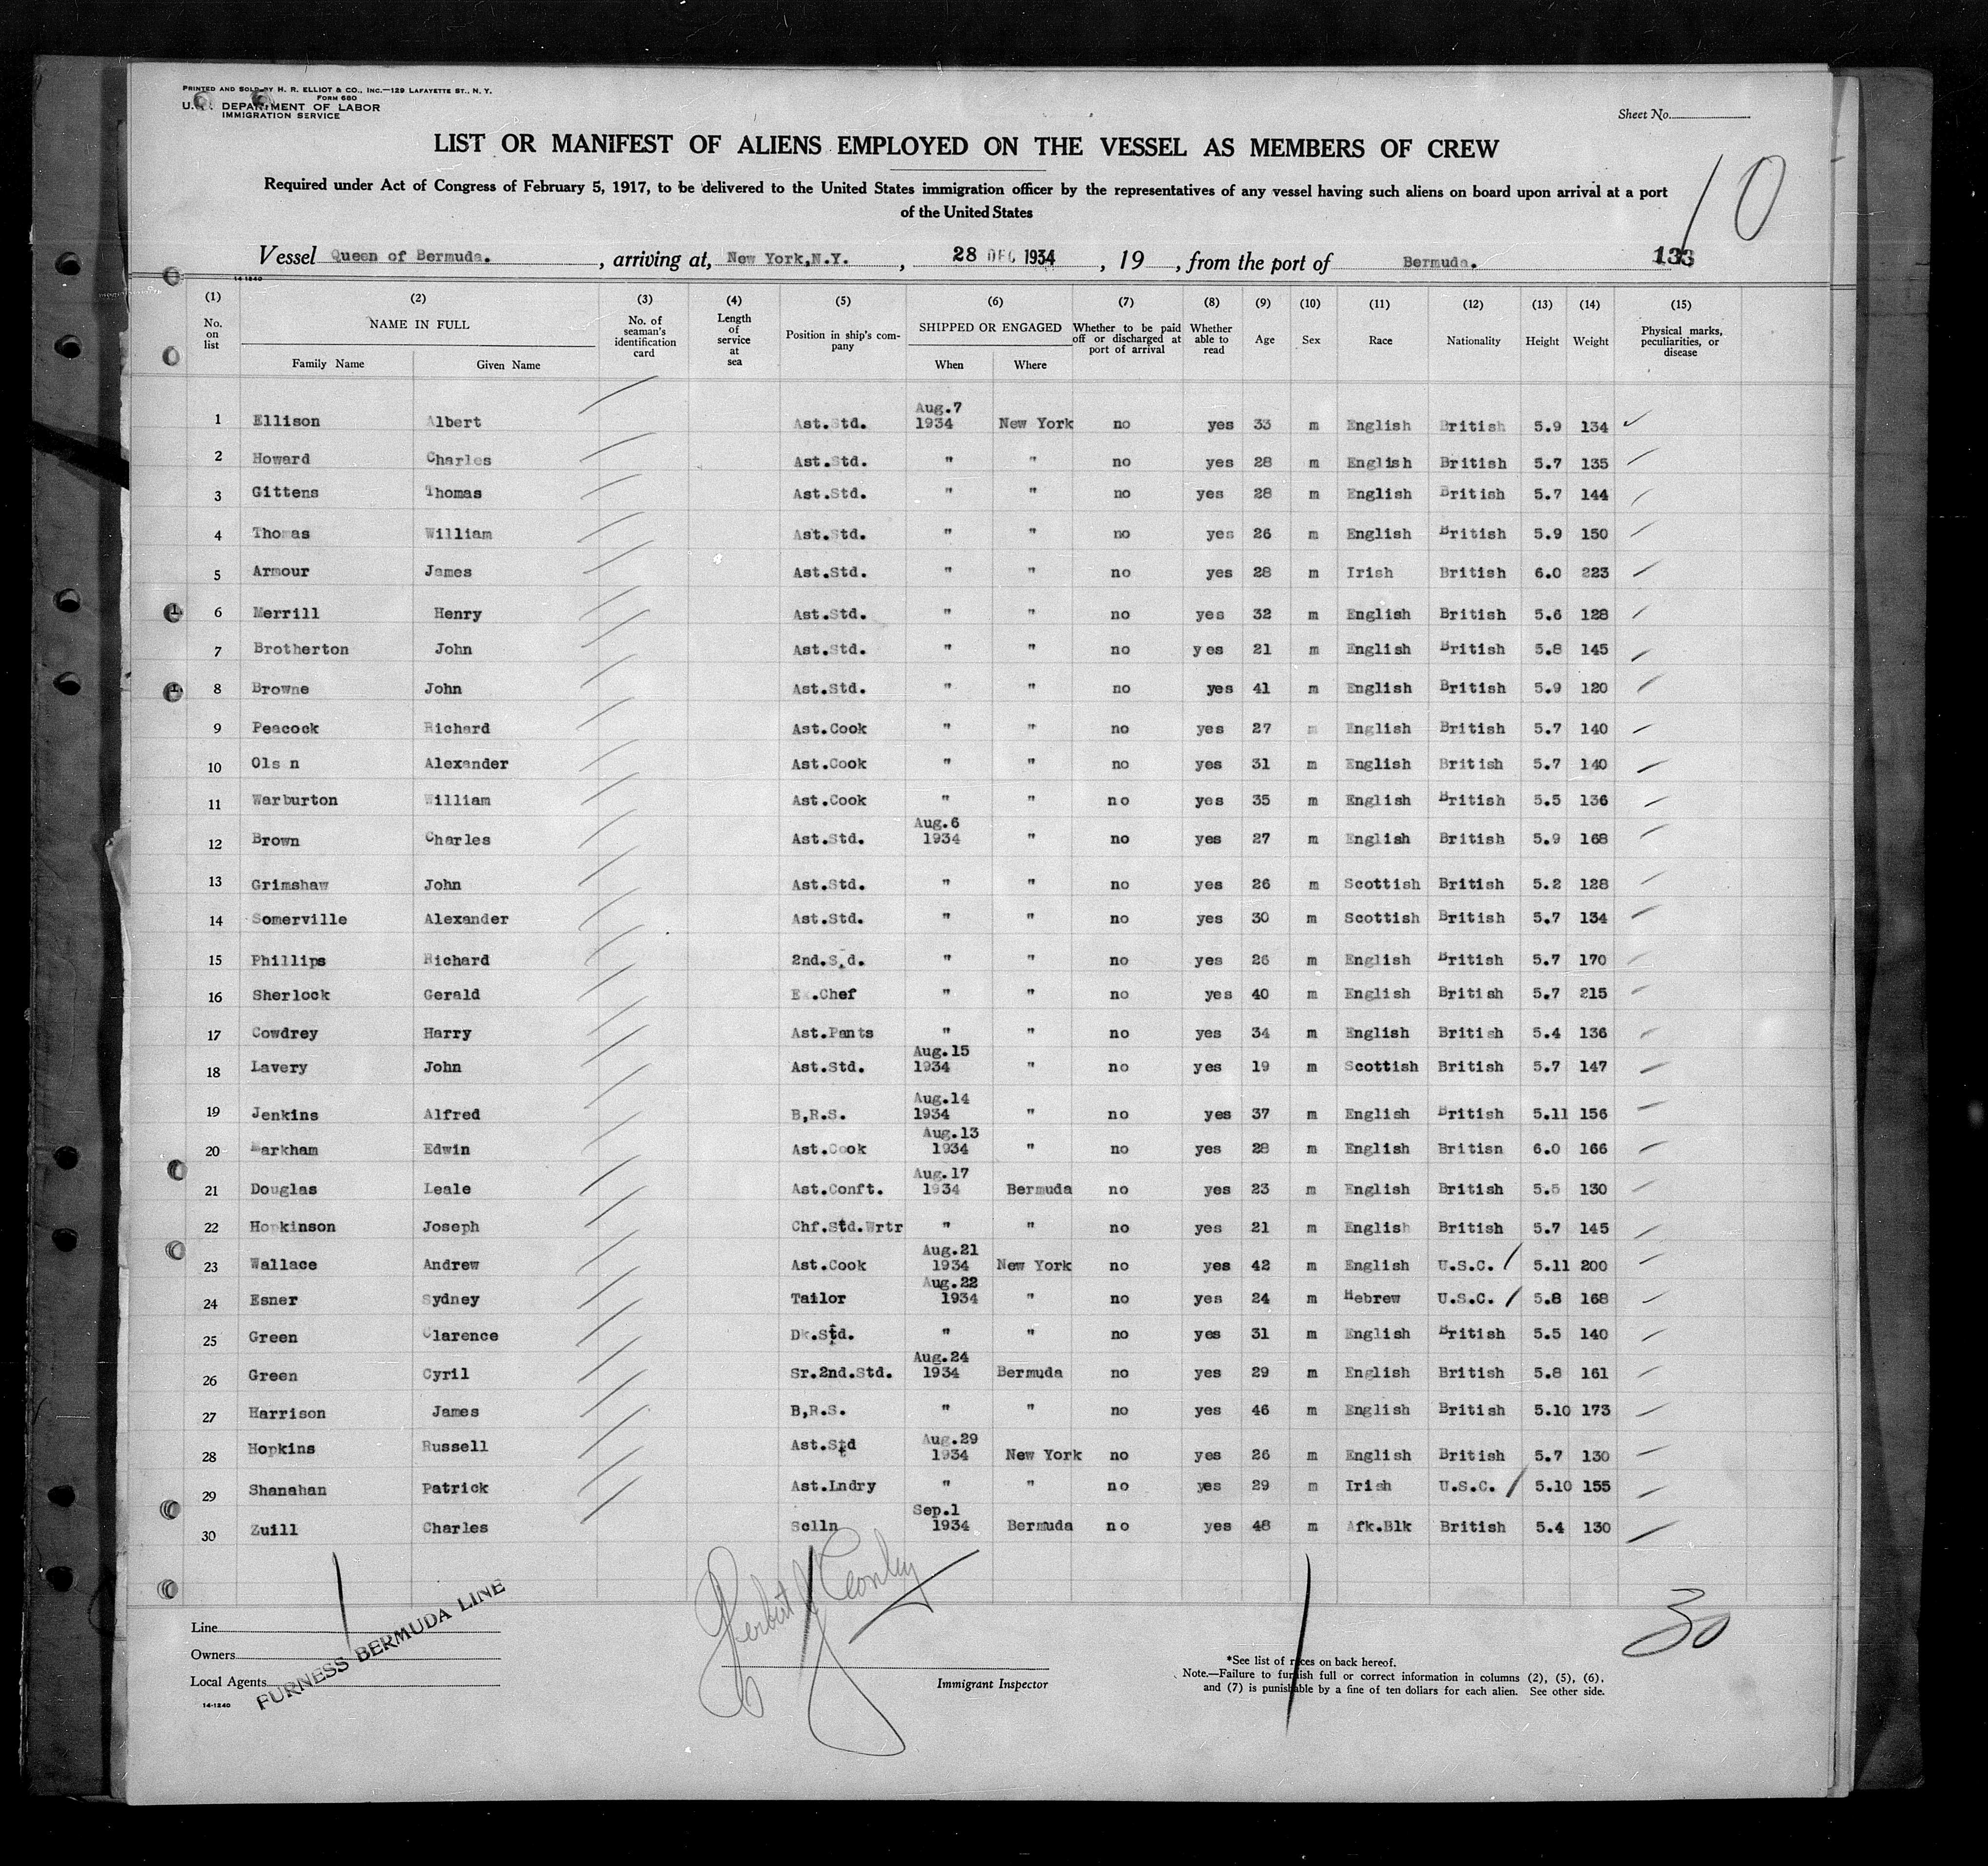 PRINTED AND SOLD BY H. R. ELLIOT & CO., INC.—129 LAFAYETTE ST., N. Y.
FORM 680
U.S. DEPARTMENT OF LABOR
IMMIGRATION SERVICE
Sheet No.
LIST OR MANIFEST OF ALIENS EMPLOYED ON THE VESSEL AS MEMBERS OF CREW
10
Required under Act of Congress of February 5, 1917, to be delivered to the United States immigration officer by the representatives of any vessel having such aliens on board upon arrival at a port
of the United States
Vessel Queen of Bermuda. , arriving at, New York,N.Y. , 28 DEC 1934 , 19 , from the port of Bermuda. 133
14-1240
(1) No. on list (2) NAME IN FULL Family Name Given Name (3) No. of seaman's identification card (4) Length of service at sea (5) Position in ship's company (6) SHIPPED OR ENGAGED When Where (7) Whether to be paid off or discharged at port of arrival (8) Whether able to read (9) Age (10) Sex (11) Race (12) Nationality (13) Height (14) Weight (15) Physical marks, peculiarities, or disease
1 Ellison Albert Ast.Std. Aug.7 1934 New York no yes 33 m English British 5.9 134
2 Howard Charles Ast.Std. " " no yes 28 m English British 5.7 135
3 Gittens Thomas Ast.Std. " " no yes 28 m English British 5.7 144
4 Thomas William Ast.Std. " " no yes 26 m English British 5.9 150
5 Armour James Ast.Std. " " no yes 28 m Irish British 6.0 223
6 Merrill Henry Ast.Std. " " no yes 32 m English British 5.6 128
7 Brotherton John Ast.Std. " " no yes 21 m English British 5.8 145
8 Browne John Ast.Std. " " no yes 41 m English British 5.9 120
9 Peacock Richard Ast.Cook " " no yes 27 m English British 5.7 140
10 Ols n Alexander Ast.Cook " " no yes 31 m English British 5.7 140
11 Warburton William Ast.Cook " " no yes 35 m English British 5.5 136
12 Brown Charles Ast.Std. Aug.6 1934 " no yes 27 m English British 5.9 168
13 Grimshaw John Ast.Std. " " no yes 26 m Scottish British 5.2 128
14 Somerville Alexander Ast.Std. " " no yes 30 m Scottish British 5.7 134
15 Phillips Richard 2nd.S.d. " " no yes 26 m English British 5.7 170
16 Sherlock Gerald Ex.Chef " " no yes 40 m English British 5.7 215
17 Cowdrey Harry Ast.Pants " " no yes 34 m English British 5.4 136
18 Lavery John Ast.Std. Aug.15 1934 " no yes 19 m Scottish British 5.7 147
19 Jenkins Alfred B,R.S. Aug.14 1934 " no yes 37 m English British 5.11 156
20 Markham Edwin Ast.Cook Aug.13 1934 " no yes 28 m English Britisn 6.0 166
21 Douglas Leale Ast.Conft. Aug.17 1934 Bermuda no yes 23 m English British 5.5 130
22 Hopkinson Joseph Chf.Std.Wrtr " " no yes 21 m English British 5.7 145
23 Wallace Andrew Ast.Cook Aug.21 1934 New York no yes 42 m English U.S.C. 5.11 200
24 Esner Sydney Tailor Aug.22 1934 " no yes 24 m Hebrew U.S.C. 5.8 168
25 Green Clarence Dk.Std. " " no yes 31 m English British 5.5 140
26 Green Cyril Sr.2nd.Std. Aug.24 1934 Bermuda no yes 29 m English British 5.8 161
27 Harrison James B,R.S. " " no yes 46 m English British 5.10 173
28 Hopkins Russell Ast.Std Aug.29 1934 New York no yes 26 m English British 5.7 130
29 Shanahan Patrick Ast.Lndry " " no yes 29 m Irish U.S.C. 5.10 155
30 Zuill Charles Sclln Sep.1 1934 Bermuda no yes 48 m Afk.Blk British 5.4 130
30
Line
Owners
Local Agents
FURNESS BERMUDA LINE
14-1240
Immigrant Inspector
*See list of races on back hereof.
Note.—Failure to furnish full or correct information in columns (2), (5), (6),
and (7) is punishable by a fine of ten dollars for each alien. See other side.